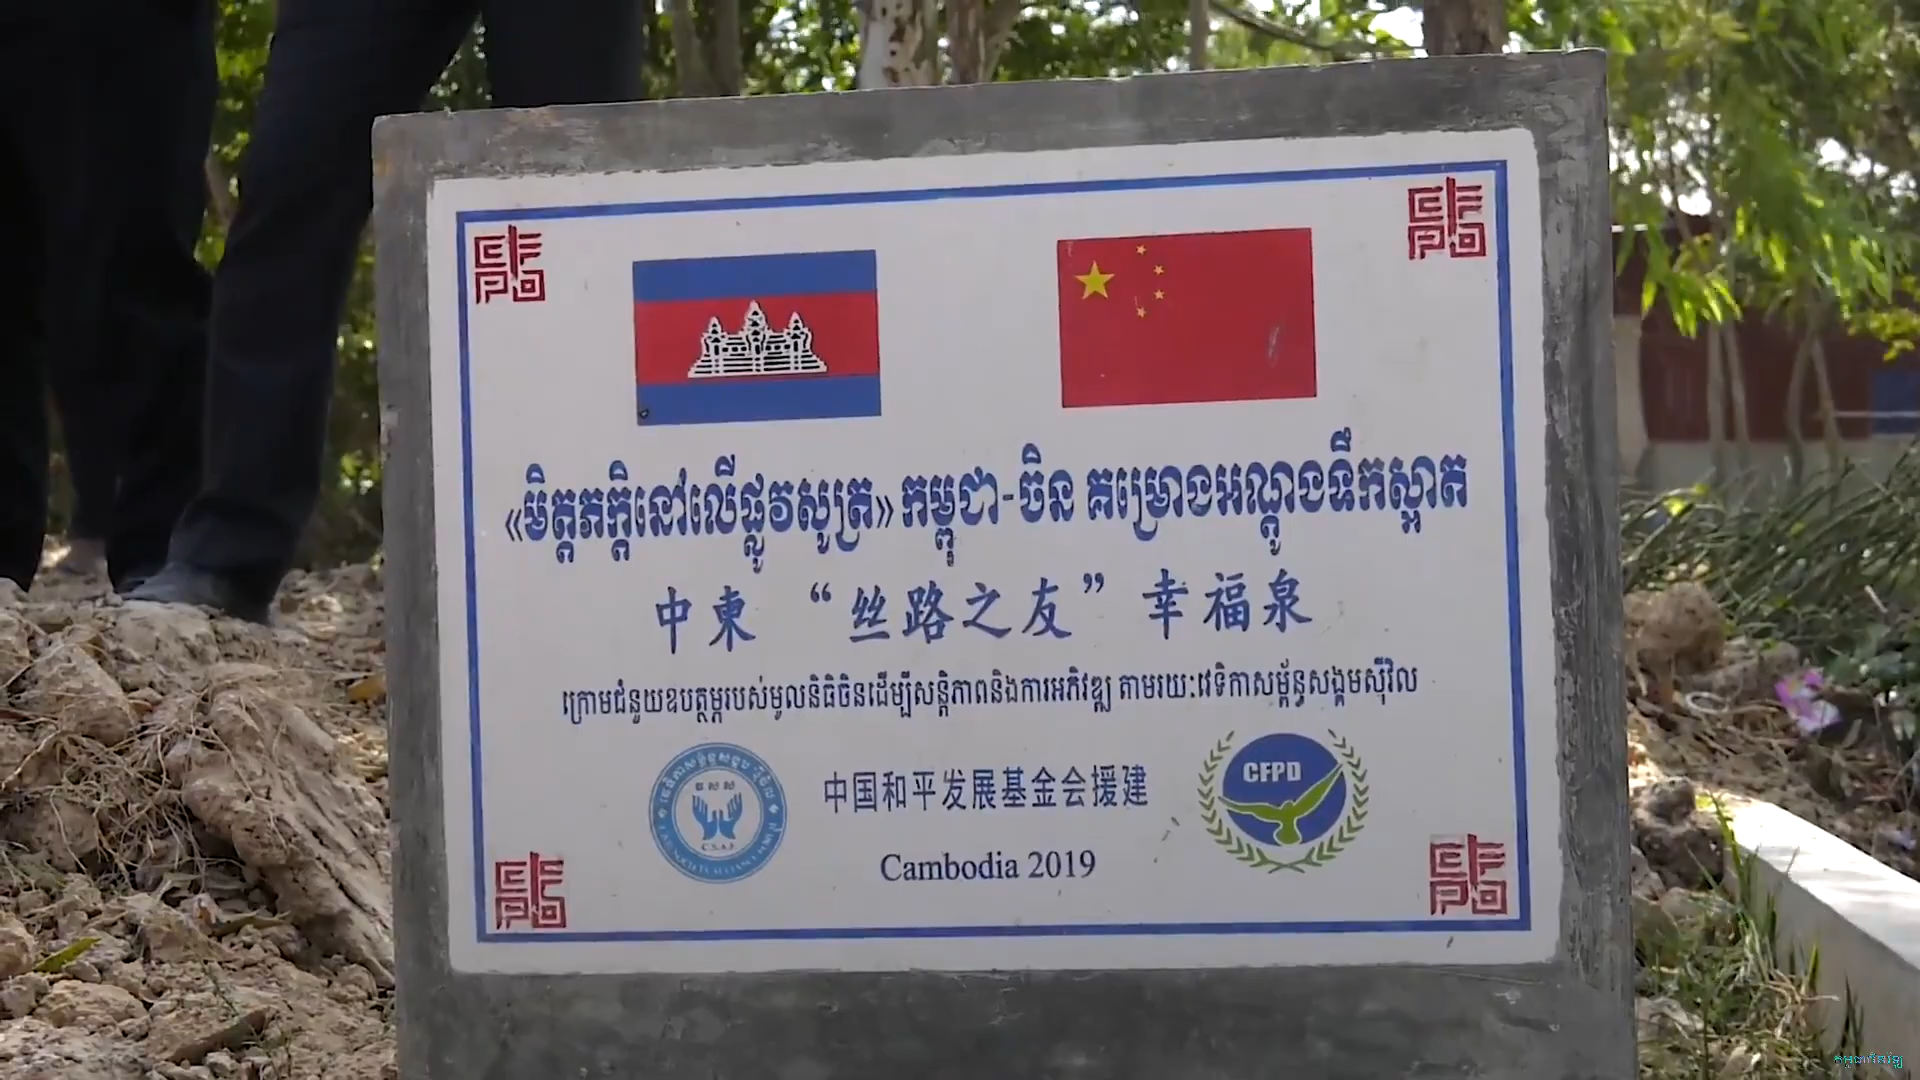 «មិត្តភក្តិនៅលើផ្លូវសូត្រ» កម្ពុជា-ចិន គម្រោងអណ្តូងទឹកស្អាត
中柬 “丝路之友” 幸福泉
ក្រោមជំនួយឧបត្ថម្ភរបស់មូលនិធិចិនដើម្បីសន្តិភាពនិងការអភិវឌ្ឍ តាមរយៈវេទិកាសម្ព័ន្ធសង្គមស៊ីវិល
中国和平发展基金会援建
CFPD
C.S.A.F
Cambodia 2019